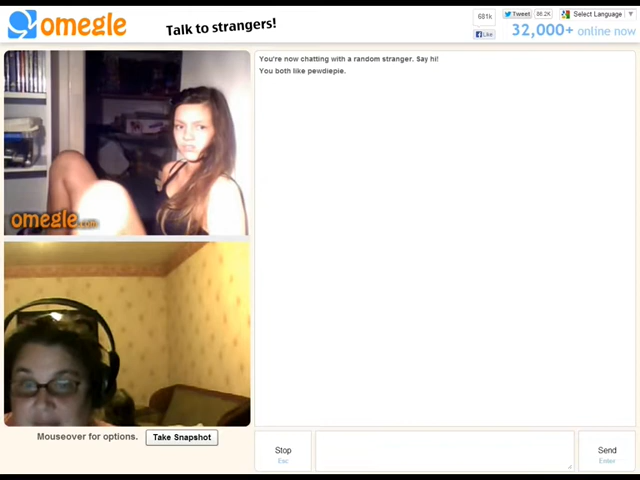 omegle
Talk to strangers!
681k
Like
Tweet
86.2K
Select Language
32,000+ online now
You're now chatting with a random stranger. Say hi!
You both like pewdiepie.
omegle.com
Mouseover for options.
Take Snapshot
Stop
Esc
Send
Enter